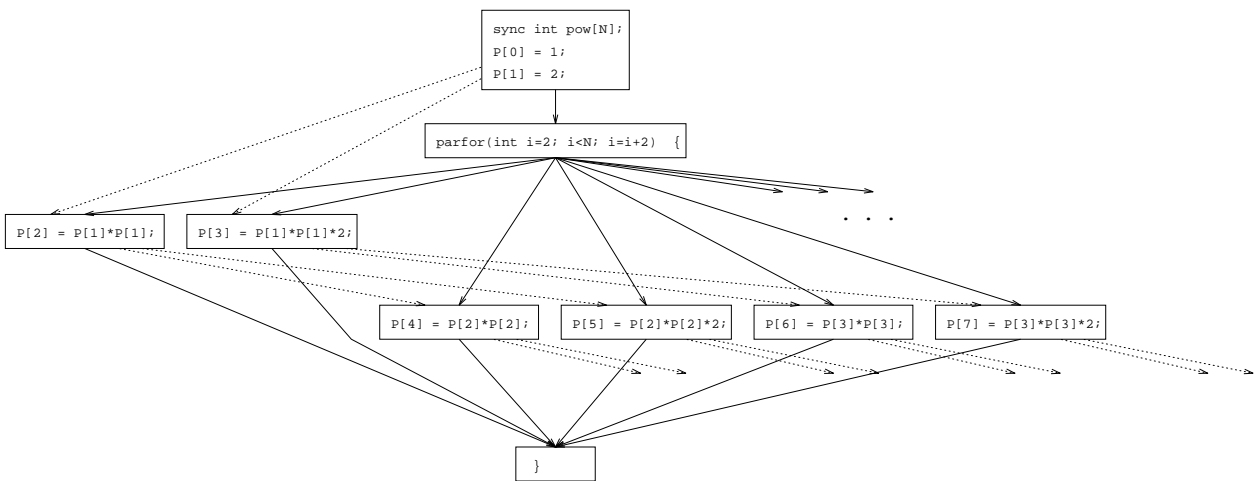 sync int pow[N];
P[0] = 1;
P[1] = 2;
parfor(int i=2; i<N; i=i+2) {
. . .
P[2] = P[1]*P[1];
P[3] = P[1]*P[1]*2;
P[4] = P[2]*P[2];
P[5] = P[2]*P[2]*2;
P[6] = P[3]*P[3];
P[7] = P[3]*P[3]*2;
}